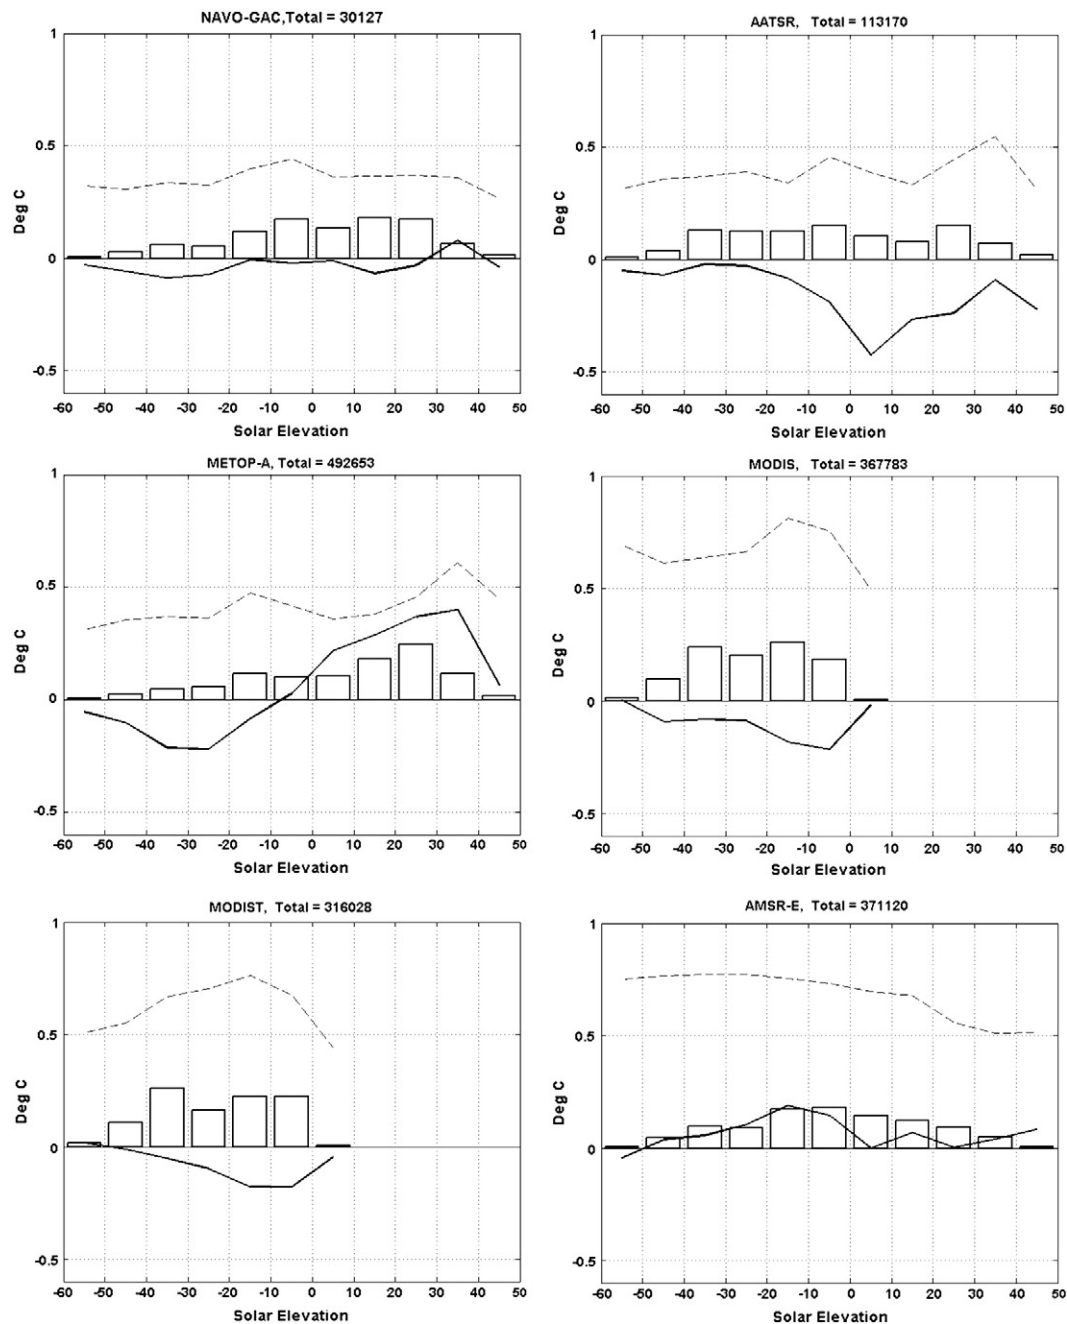 NAVO-GAC,Total = 30127
1
0.5
0
-0.5
Deg C
-60 -50 -40 -30 -20 -10 0 10 20 30 40 50
Solar Elevation
AATSR, Total = 113170
1
0.5
0
-0.5
Deg C
-60 -50 -40 -30 -20 -10 0 10 20 30 40 50
Solar Elevation
METOP-A, Total = 492653
1
0.5
0
-0.5
Deg C
-60 -50 -40 -30 -20 -10 0 10 20 30 40 50
Solar Elevation
MODIS, Total = 367783
1
0.5
0
-0.5
Deg C
-60 -50 -40 -30 -20 -10 0 10 20 30 40 50
Solar Elevation
MODIST, Total = 316028
1
0.5
0
-0.5
Deg C
-60 -50 -40 -30 -20 -10 0 10 20 30 40 50
Solar Elevation
AMSR-E, Total = 371120
1
0.5
0
-0.5
Deg C
-60 -50 -40 -30 -20 -10 0 10 20 30 40 50
Solar Elevation